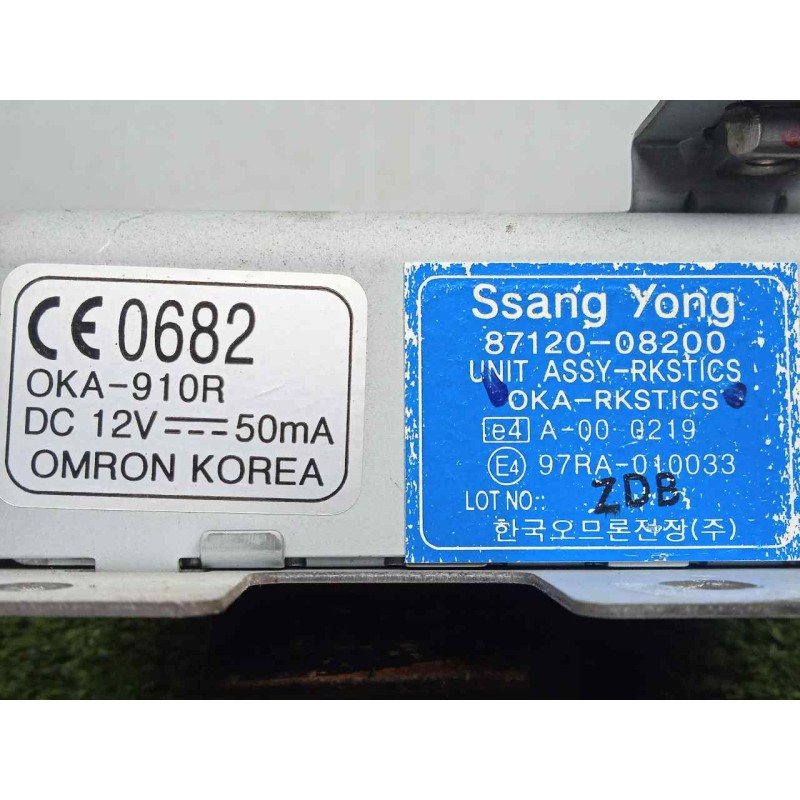 CE 0682
OKA-910R
DC 12V 50mA
OMRON KOREA
Ssang Yong
87120-08200
UNIT ASSY-RKSTICS
OKA-RKSTICS
e4 A-00 0219
E4 97RA-010033
LOT NO:: ZDB
한국오므론전장(주)